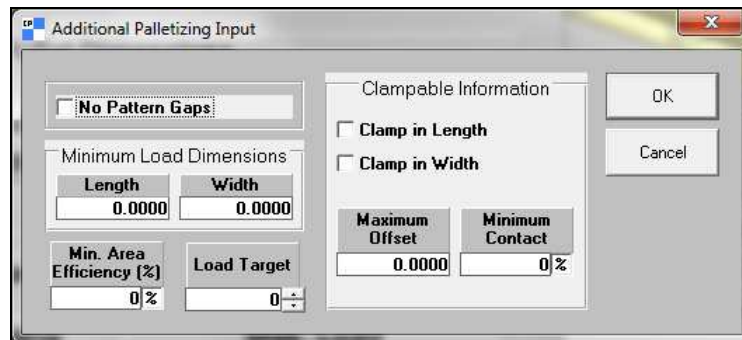 CP
Additional Palletizing Input
No Pattern Gaps
Minimum Load Dimensions
Length Width
0.0000 0.0000
Min. Area
Efficiency (%)
0 %
Load Target
0
Clampable Information
Clamp in Length
Clamp in Width
Maximum
Offset
0.0000
Minimum
Contact
0 %
OK
Cancel